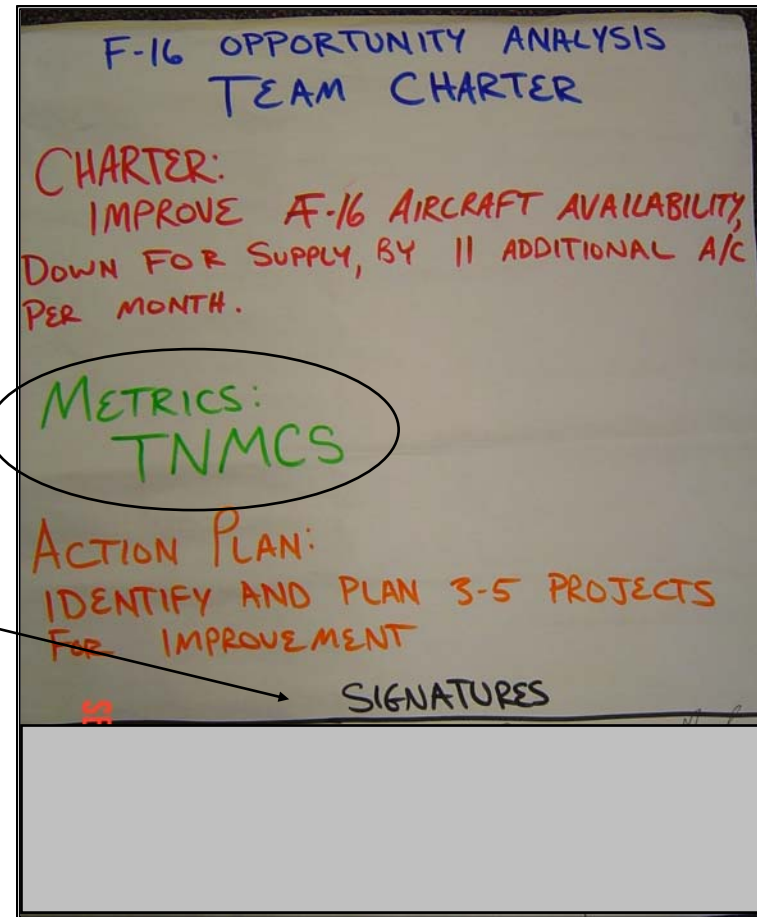 F-16 OPPORTUNITY ANALYSIS
TEAM CHARTER
CHARTER:
IMPROVE F-16 AIRCRAFT AVAILABILITY,
DOWN FOR SUPPLY, BY 11 ADDITIONAL A/C
PER MONTH.
METRICS:
TNMCS
ACTION PLAN:
IDENTIFY AND PLAN 3-5 PROJECTS
FOR IMPROVEMENT
SIGNATURES